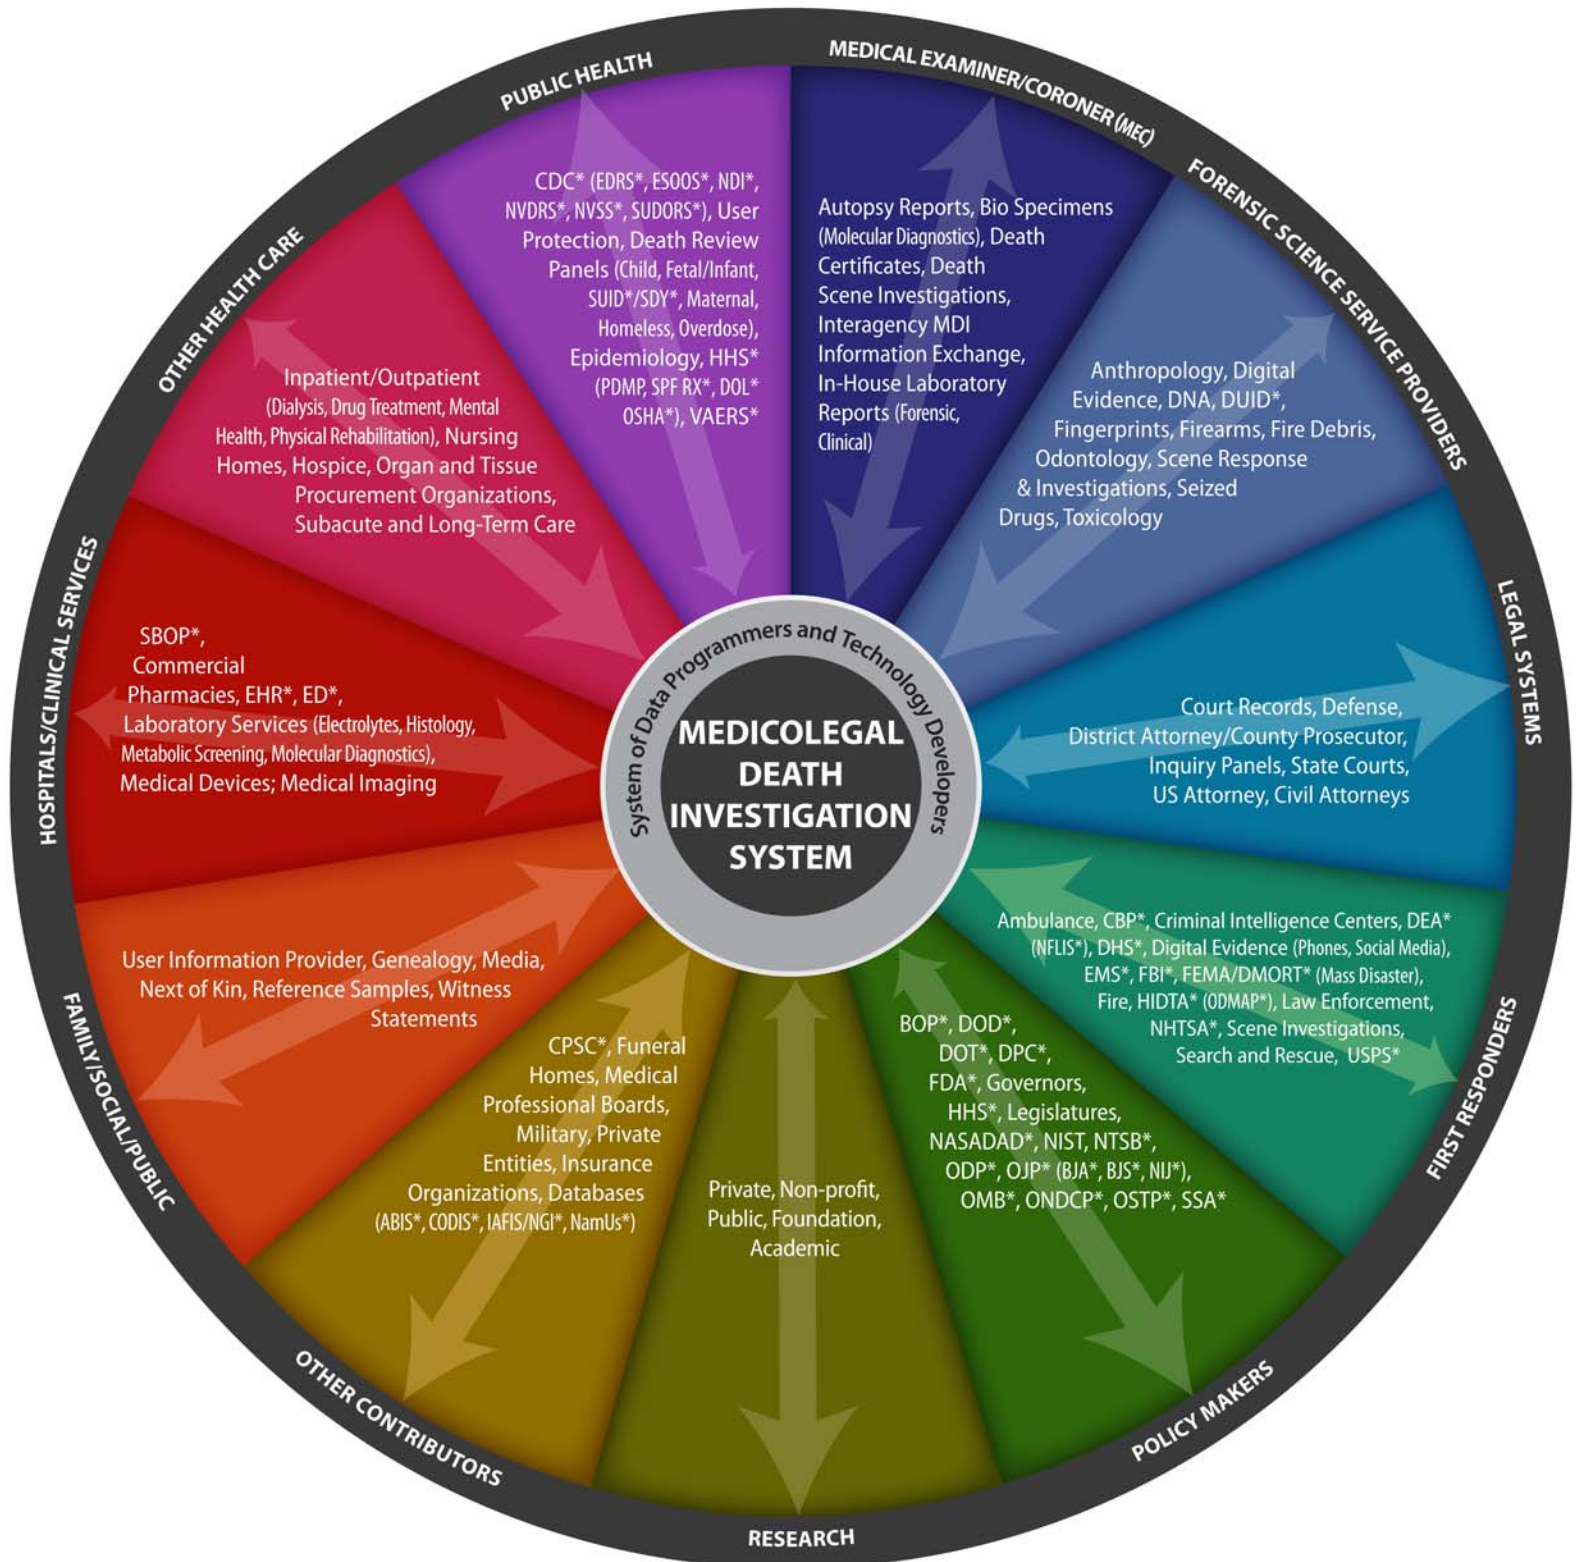 PUBLIC HEALTH
CDC* (EDRS*, ESOOS*, NDI*,
NVDRS*, NVSS*, SUDORS*), User
Protection, Death Review
Panels (Child, Fetal/Infant,
SUID*/SDY*, Maternal,
Homeless, Overdose),
Epidemiology, HHS*
(PDMP, SPF RX*, DOL*
OSHA*), VAERS*
MEDICAL EXAMINER/CORONER (MEC)
Autopsy Reports, Bio Specimens
(Molecular Diagnostics), Death
Certificates, Death
Scene Investigations,
Interagency MDI
Information Exchange,
In-House Laboratory
Reports (Forensic,
Clinical)
FORENSIC SCIENCE SERVICE PROVIDERS
Anthropology, Digital
Evidence, DNA, DUID*,
Fingerprints, Firearms, Fire Debris,
Odontology, Scene Response
& Investigations, Seized
Drugs, Toxicology
LEGAL SYSTEMS
Court Records, Defense,
District Attorney/County Prosecutor,
Inquiry Panels, State Courts,
US Attorney, Civil Attorneys
FIRST RESPONDERS
Ambulance, CBP*, Criminal Intelligence Centers, DEA*
(NFLIS*), DHS*, Digital Evidence (Phones, Social Media),
EMS*, FBI*, FEMA/DMORT* (Mass Disaster),
Fire, HIDTA* (ODMAP*), Law Enforcement,
NHTSA*, Scene Investigations,
Search and Rescue, USPS*
POLICY MAKERS
BOP*, DOD*,
DOT*, DPC*,
FDA*, Governors,
HHS*, Legislatures,
NASADAD*, NIST, NTSB*,
ODP*, OJP* (BJA*, BJS*, NIJ*),
OMB*, ONDCP*, OSTP*, SSA*
RESEARCH
Private, Non-profit,
Public, Foundation,
Academic
OTHER CONTRIBUTORS
CPSC*, Funeral
Homes, Medical
Professional Boards,
Military, Private
Entities, Insurance
Organizations, Databases
(ABIS*, CODIS*, IAFIS/NGI*, NamUs*)
FAMILY/SOCIAL/PUBLIC
User Information Provider, Genealogy, Media,
Next of Kin, Reference Samples, Witness
Statements
HOSPITALS/CLINICAL SERVICES
SBOP*,
Commercial
Pharmacies, EHR*, ED*,
Laboratory Services (Electrolytes, Histology,
Metabolic Screening, Molecular Diagnostics),
Medical Devices; Medical Imaging
OTHER HEALTH CARE
Inpatient/Outpatient
(Dialysis, Drug Treatment, Mental
Health, Physical Rehabilitation), Nursing
Homes, Hospice, Organ and Tissue
Procurement Organizations,
Subacute and Long-Term Care
System of Data Programmers and Technology Developers
MEDICOLEGAL
DEATH
INVESTIGATION
SYSTEM